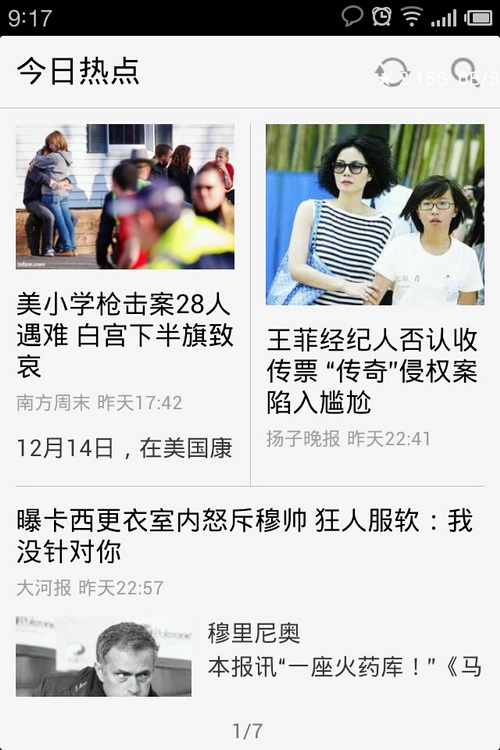 9:17
今日热点
美小学枪击案28人
遇难 白宫下半旗致
哀
南方周末 昨天17:42
12月14日，在美国康
王菲经纪人否认收
传票 “传奇”侵权案
陷入尴尬
扬子晚报 昨天22:41
曝卡西更衣室内怒斥穆帅 狂人服软：我
没针对你
大河报 昨天22:57
穆里尼奥
本报讯“一座火药库！”《马
1/7